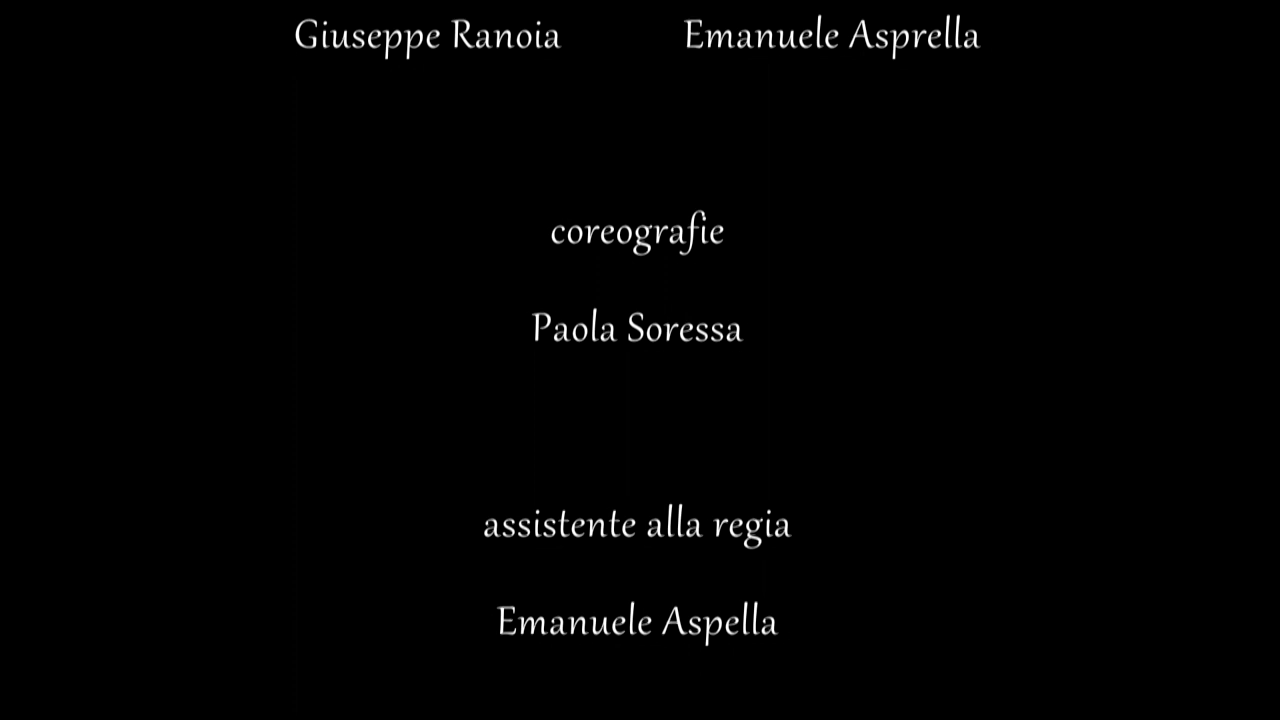 Giuseppe Ranoia Emanuele Asprella
coreografie
Paola Soressa
assistente alla regia
Emanuele Aspella